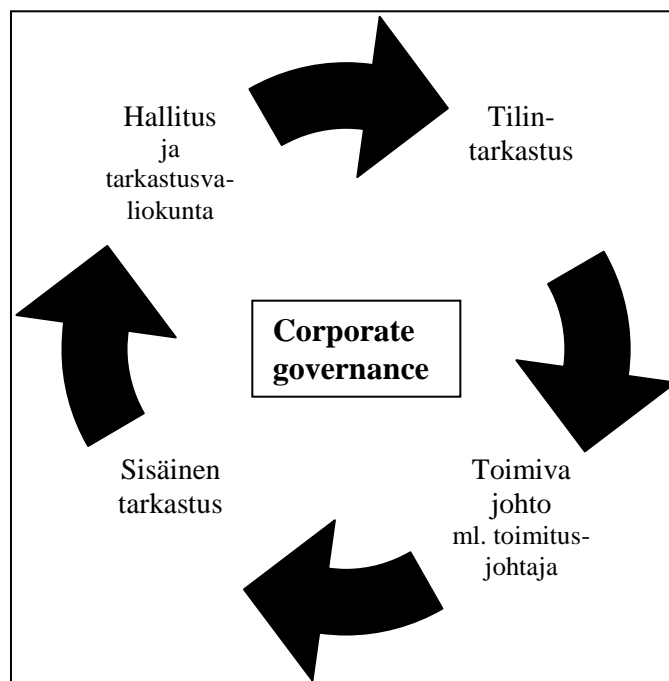 Hallitus
ja
tarkastusva-
liokunta
Tilin-
tarkastus
Corporate
governance
Sisäinen
tarkastus
Toimiva
johto
ml. toimitus-
johtaja